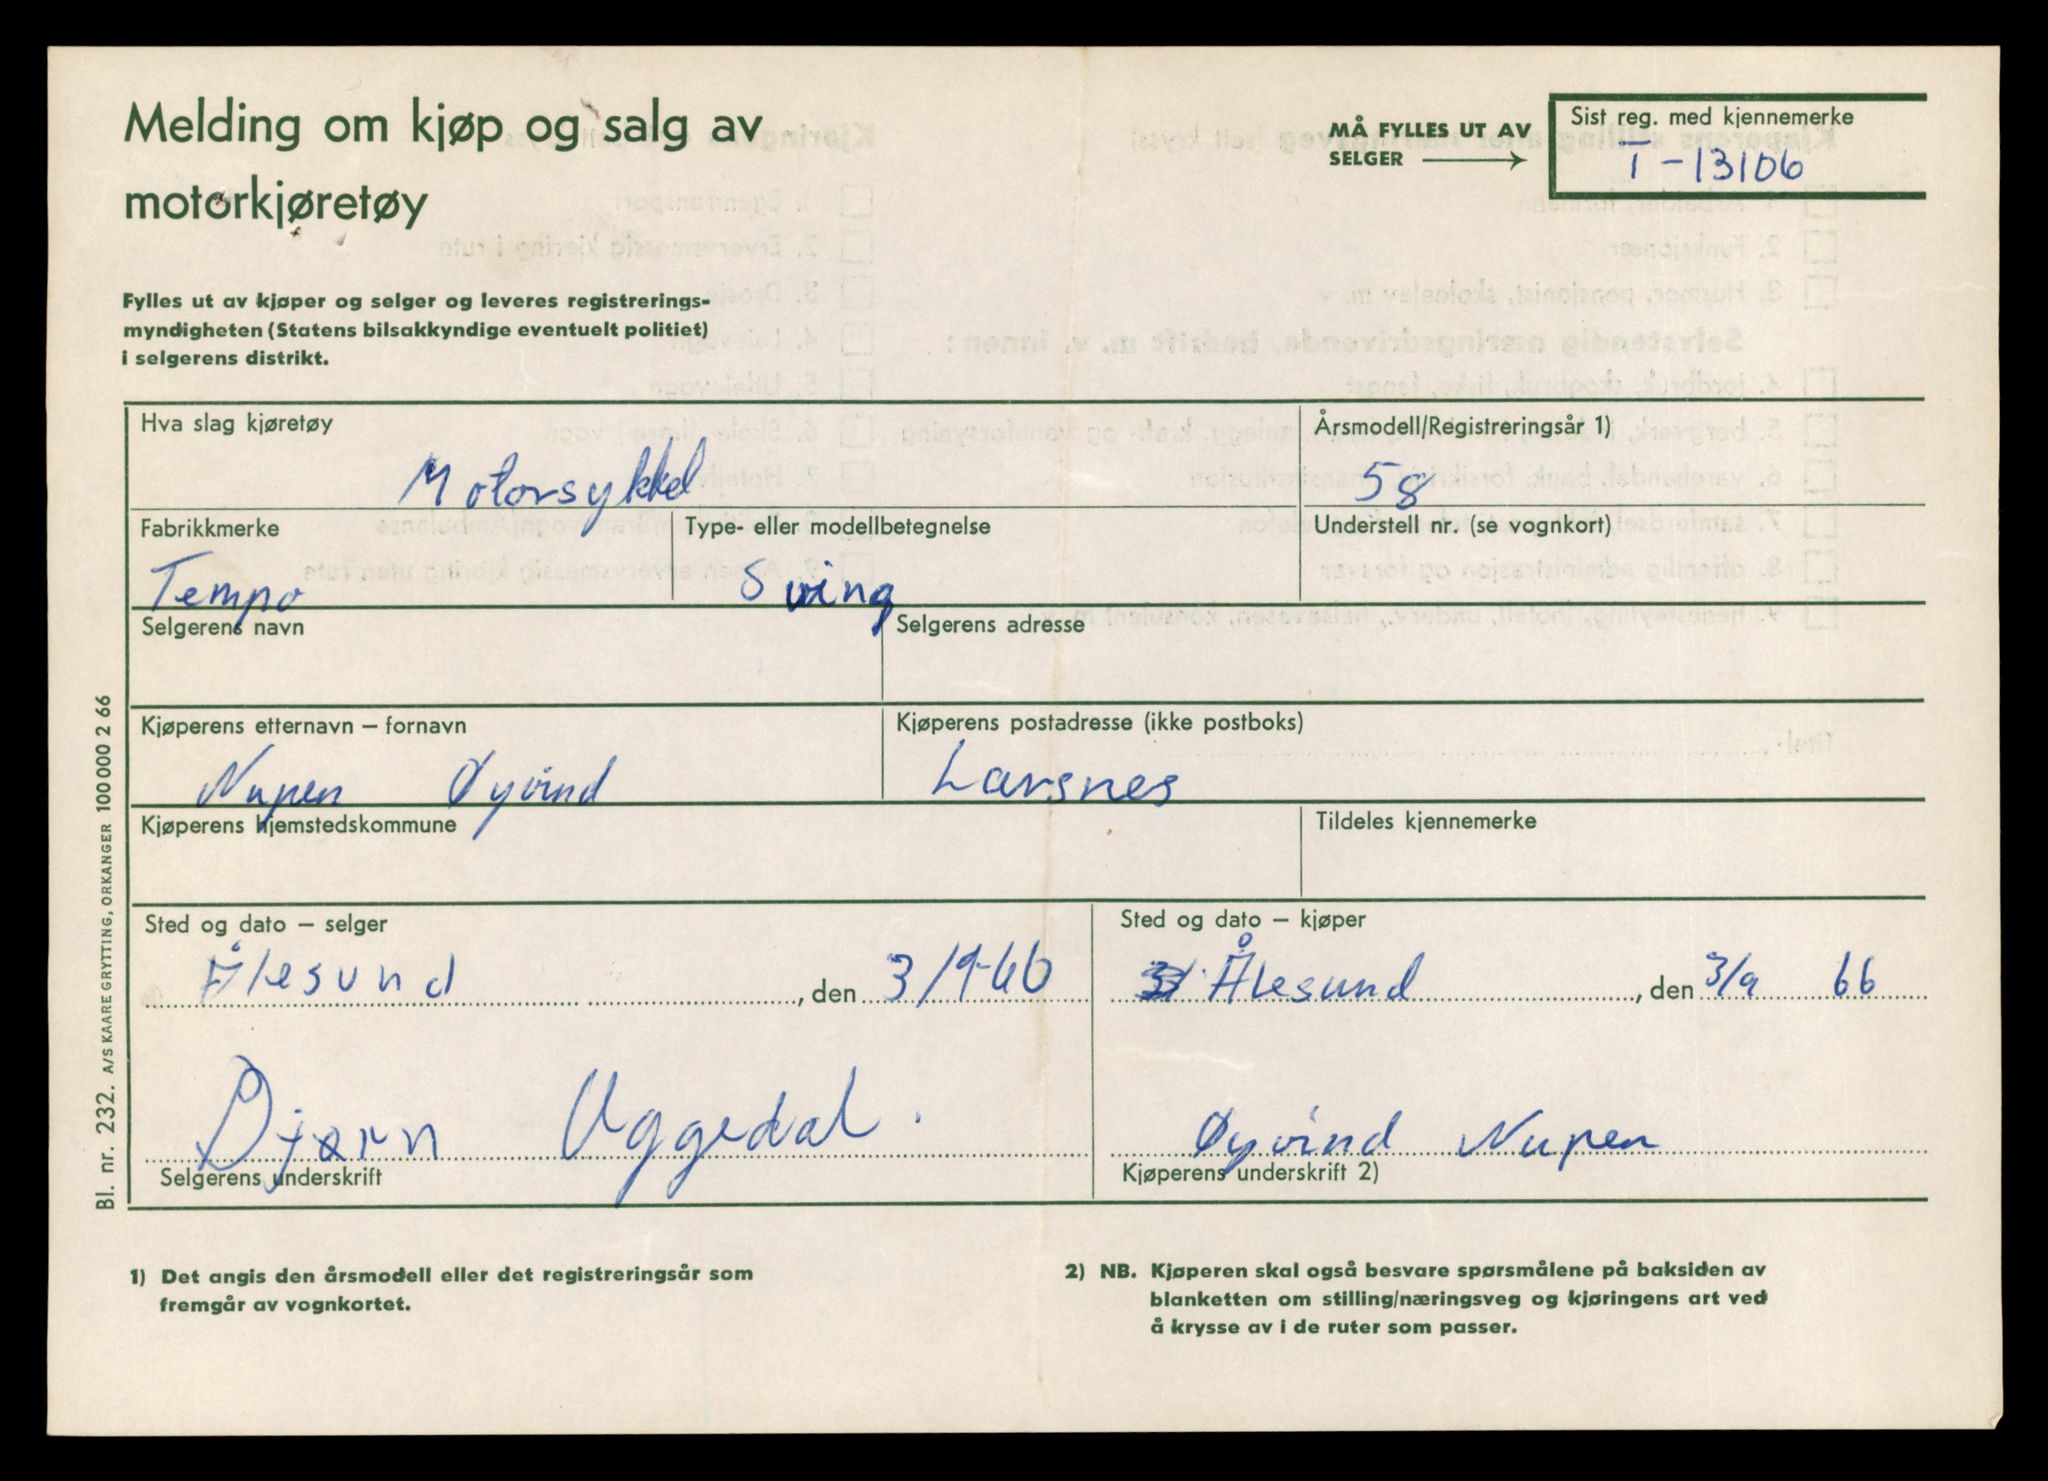 Melding om kjøp og salg av
motorkjøretøy
MÅ FYLLES UT AV
SELGER
Sist reg. med kjennemerke
T-13106
Fylles ut av kjøper og selger og leveres registrerings-
myndigheten (Statens bilsakkyndige eventuelt politiet)
i selgerens distrikt.
Hva slag kjøretøy
Motorsykkel
Årsmodell/Registreringsår 1)
58
Fabrikkmerke
Tempo
Type- eller modellbetegnelse
Swing
Understell nr. (se vognkort)
Selgerens navn
Selgerens adresse
Kjøperens etternavn – fornavn
Nupen Øyvind
Kjøperens postadresse (ikke postboks)
Larsnes
Kjøperens hjemstedskommune
Tildeles kjennemerke
Sted og dato – selger
Ålesund, den 3/9-66
Sted og dato – kjøper
Ålesund, den 3/9 66
Bjørn Uggedal.
Selgerens underskrift
Øyvind Nupen
Kjøperens underskrift 2)
Bl. nr. 232. A/S KAARE GRYTTING, ORKANGER 100 000 2 66
1) Det angis den årsmodell eller det registreringsår som
fremgår av vognkortet.
2) NB. Kjøperen skal også besvare spørsmålene på baksiden av
blanketten om stilling/næringsveg og kjøringens art ved
å krysse av i de ruter som passer.